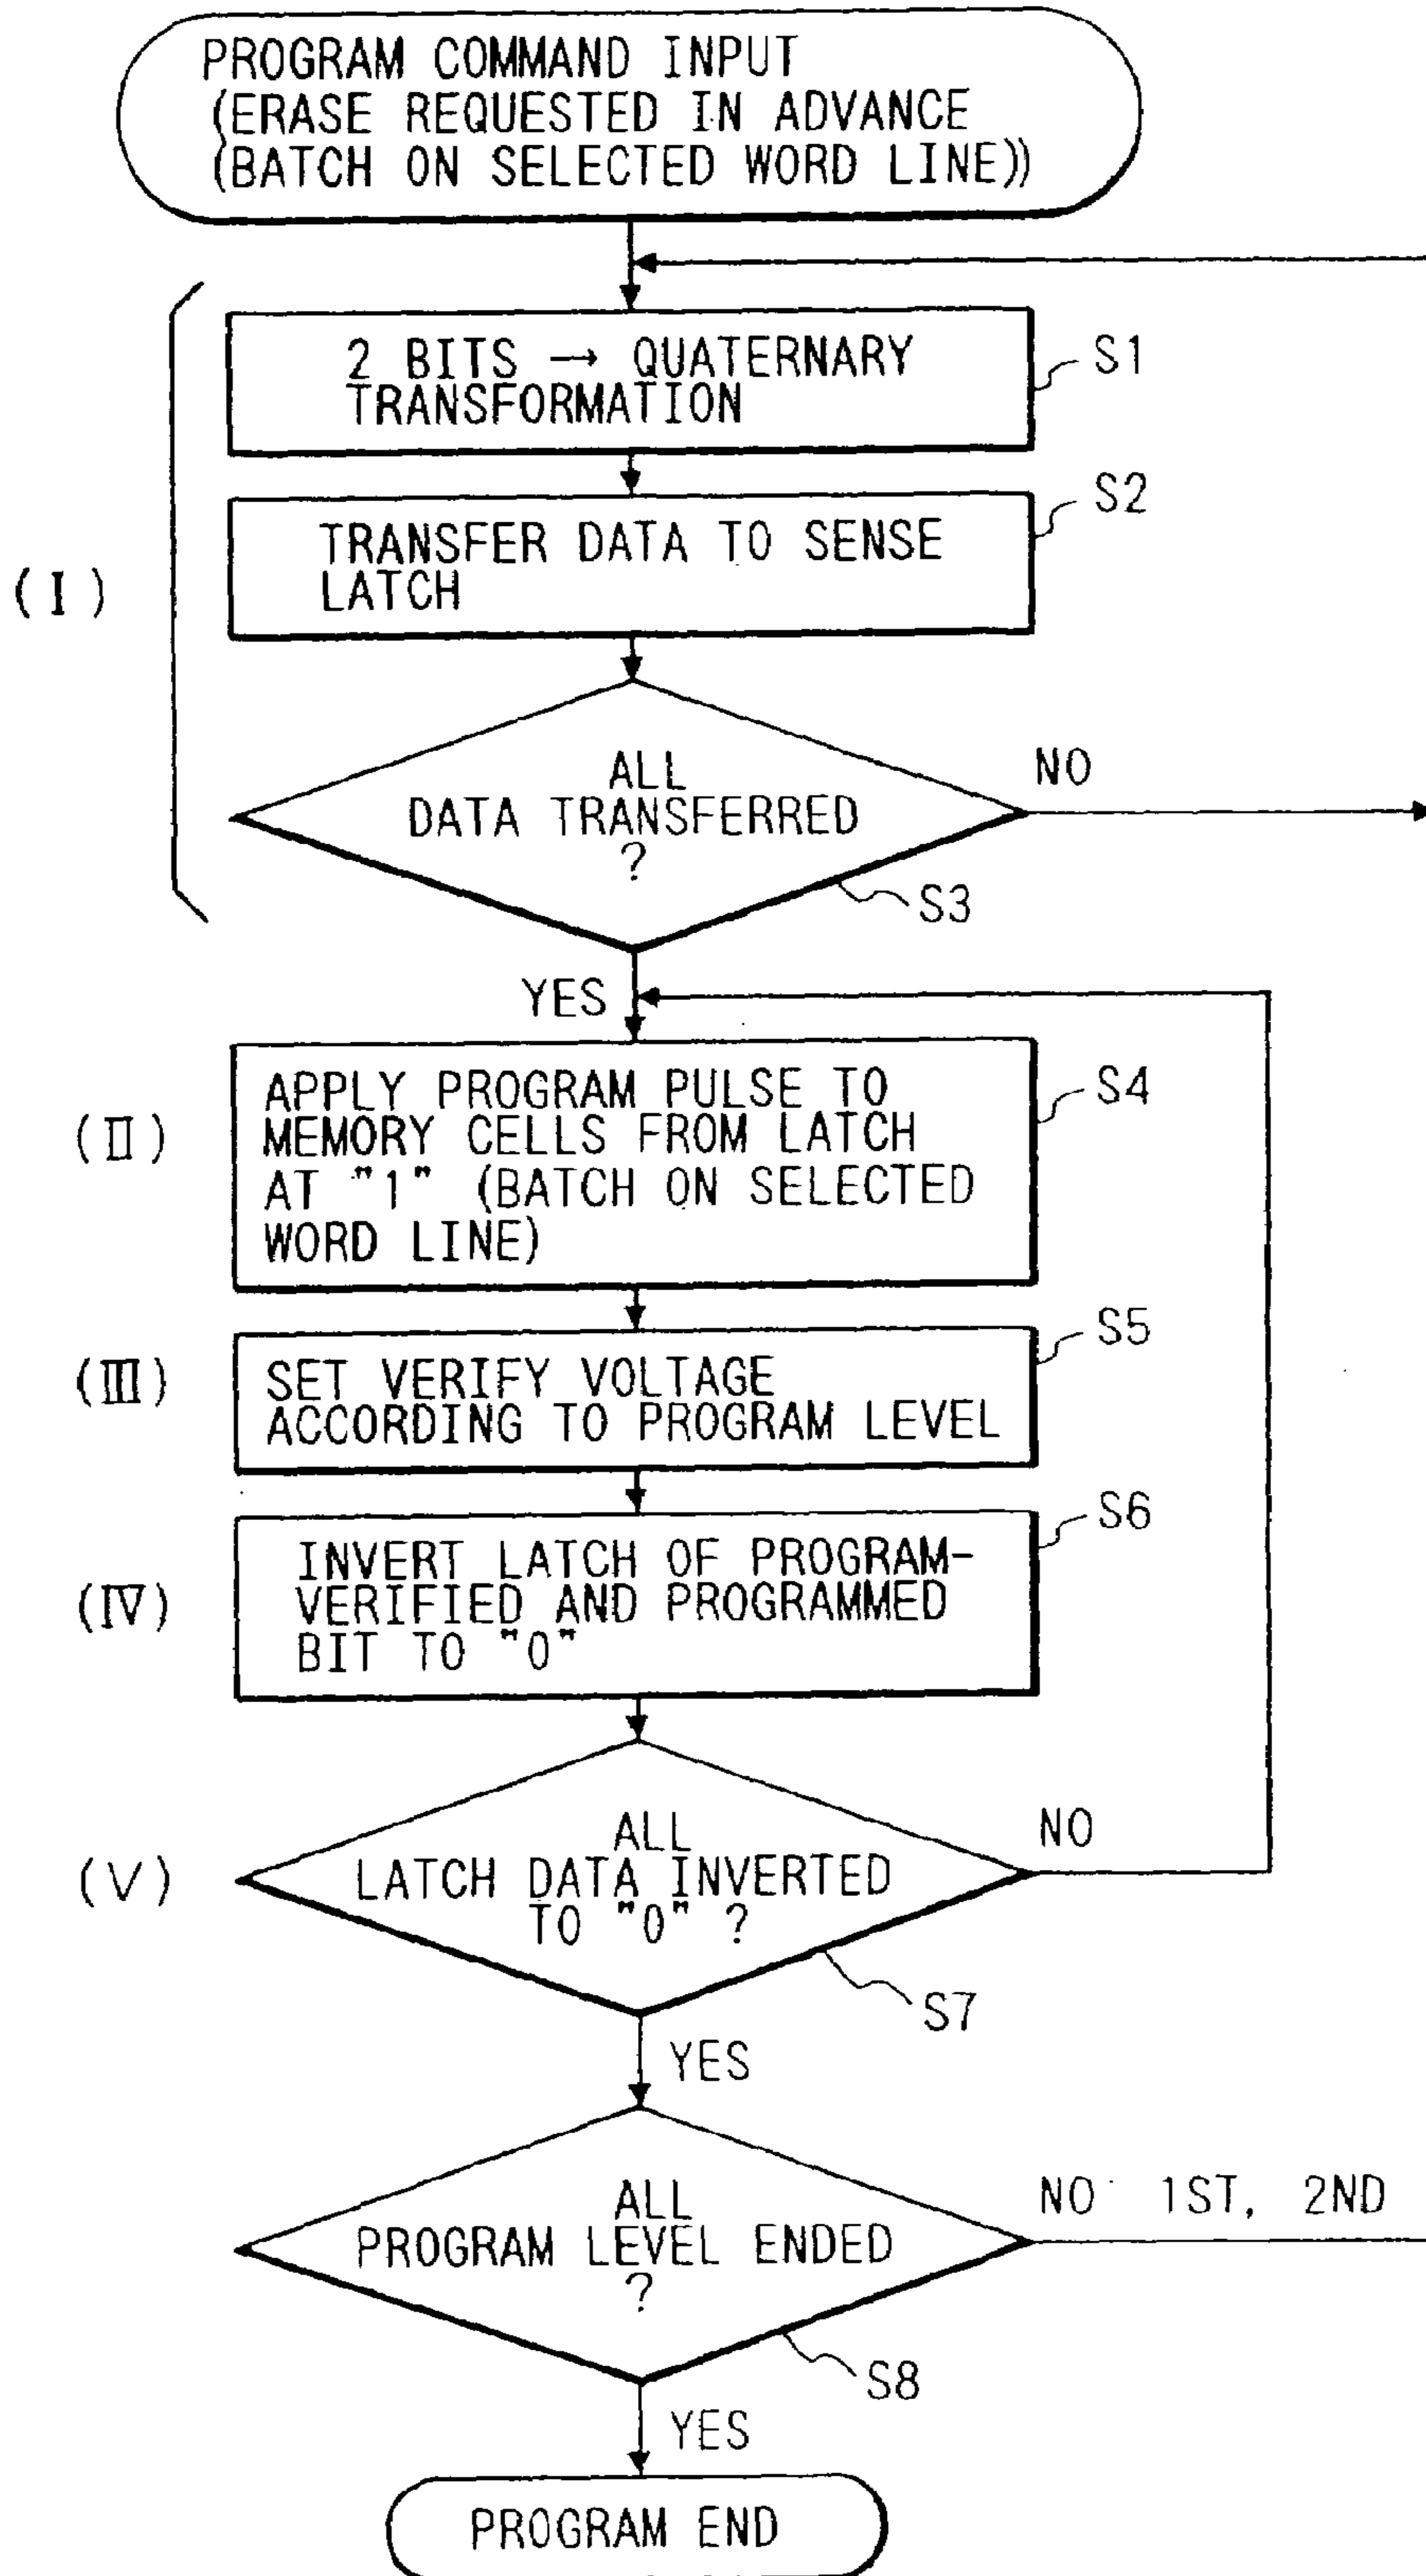 PROGRAM COMMAND INPUT
(ERASE REQUESTED IN ADVANCE
(BATCH ON SELECTED WORD LINE))
(I)
2 BITS → QUATERNARY
TRANSFORMATION
S1
TRANSFER DATA TO SENSE
LATCH
S2
ALL
DATA TRANSFERRED
?
NO
S3
YES
(II)
APPLY PROGRAM PULSE TO
MEMORY CELLS FROM LATCH
AT "1" (BATCH ON SELECTED
WORD LINE)
S4
(III)
SET VERIFY VOLTAGE
ACCORDING TO PROGRAM LEVEL
S5
(IV)
INVERT LATCH OF PROGRAM-
VERIFIED AND PROGRAMMED
BIT TO "0"
S6
(V)
ALL
LATCH DATA INVERTED
TO "0" ?
NO
S7
YES
ALL
PROGRAM LEVEL ENDED
?
NO 1ST, 2ND
S8
YES
PROGRAM END